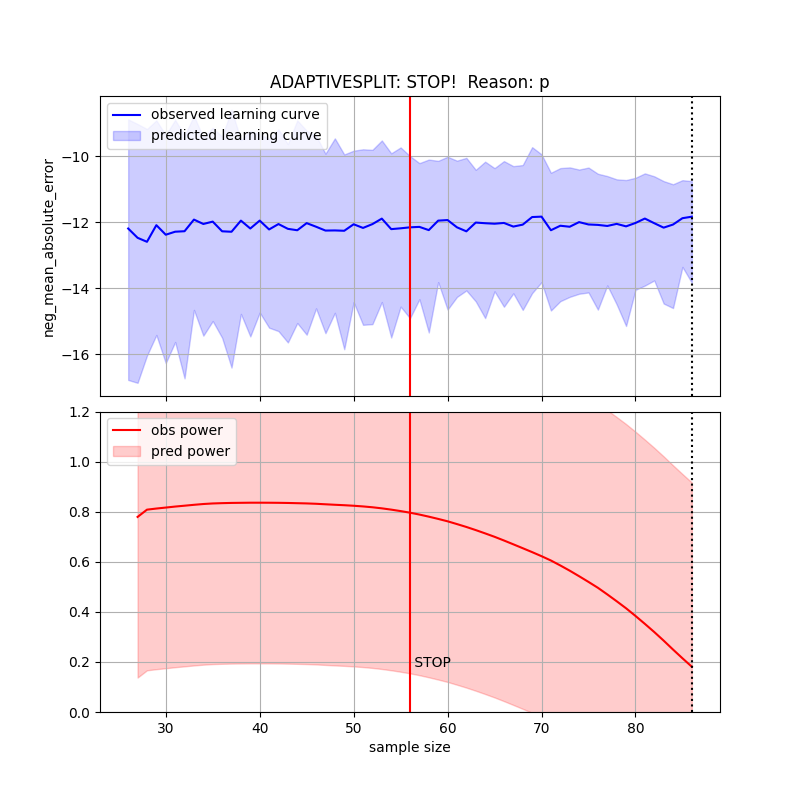 ADAPTIVESPLIT: STOP!  Reason: p
observed learning curve
predicted learning curve
neg_mean_absolute_error
−10
−12
−14
−16
obs power
pred power
1.2
1.0
0.8
0.6
0.4
0.2
0.0
STOP
30 40 50 60 70 80
sample size